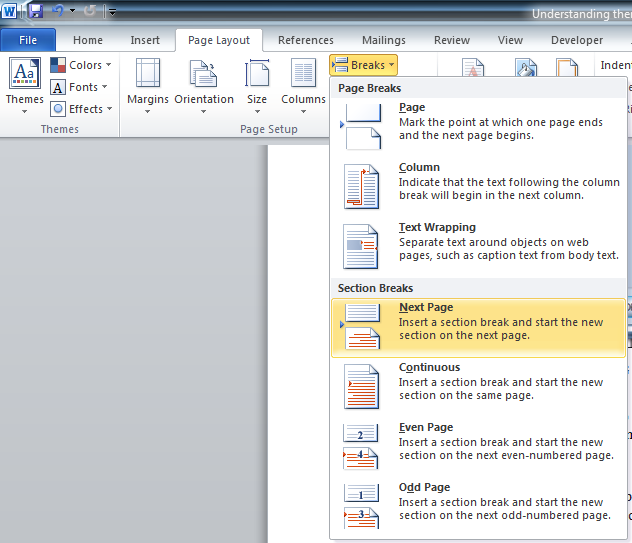 Understanding ther
File Home Insert Page Layout References Mailings Review View Developer
Themes
Colors
Fonts
Effects
Margins Orientation Size Columns
Breaks
Indent
Themes Page Setup
Page Breaks
Page
Mark the point at which one page ends
and the next page begins.
Column
Indicate that the text following the column
break will begin in the next column.
Text Wrapping
Separate text around objects on web
pages, such as caption text from body text.
Section Breaks
Next Page
Insert a section break and start the new
section on the next page.
Continuous
Insert a section break and start the new
section on the same page.
2
4
Even Page
Insert a section break and start the new
section on the next even-numbered page.
1
3
Odd Page
Insert a section break and start the new
section on the next odd-numbered page.